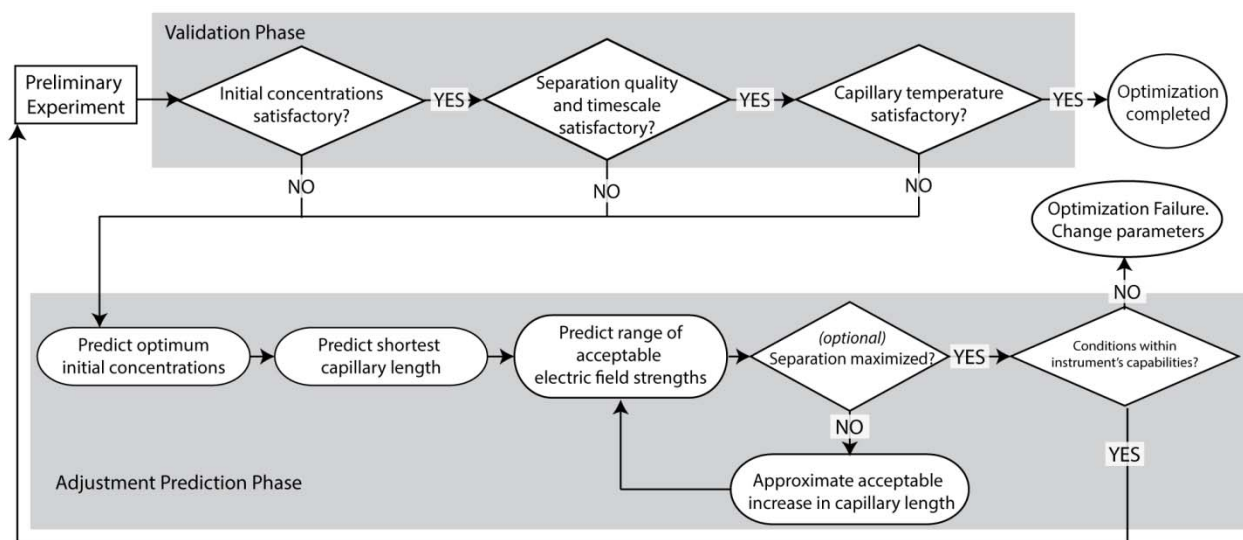 Validation Phase
Preliminary
Experiment
Initial concentrations
satisfactory?
YES
Separation quality
and timescale
satisfactory?
YES
Capillary temperature
satisfactory?
YES
Optimization
completed
NO
NO
NO
Optimization Failure.
Change parameters
NO
Predict optimum
initial concentrations
Predict shortest
capillary length
Predict range of
acceptable
electric field strengths
(optional)
Separation maximized?
YES
Conditions within
instrument's capabilities?
NO
YES
Approximate acceptable
increase in capillary length
Adjustment Prediction Phase